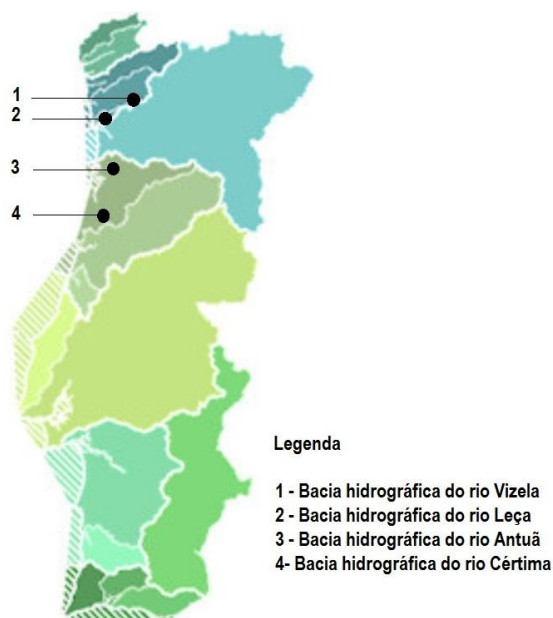 1
2
3
4
Legenda
1 - Bacia hidrográfica do rio Vizela
2 - Bacia hidrográfica do rio Leça
3 - Bacia hidrográfica do rio Antuã
4- Bacia hidrográfica do rio Cértima